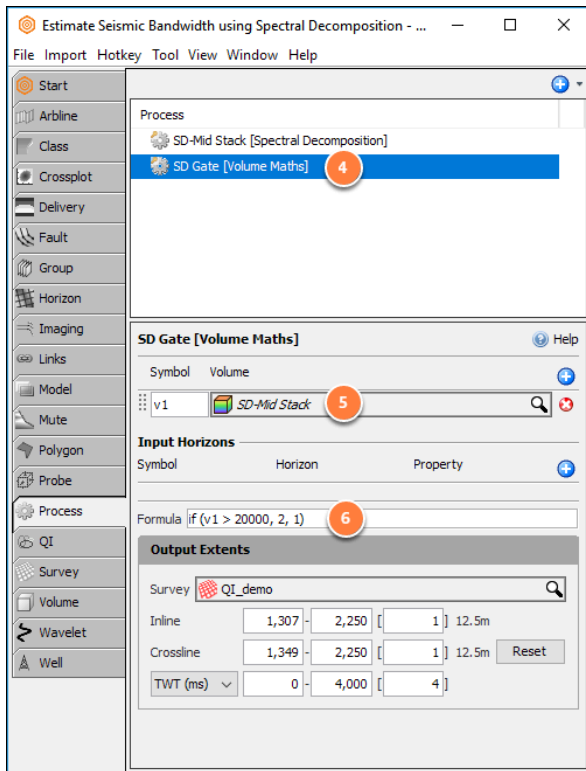 Estimate Seismic Bandwidth using Spectral Decomposition - ...
File Import Hotkey Tool View Window Help
Start
Arbline
Class
Crossplot
Delivery
Fault
Group
Horizon
Imaging
Links
Model
Mute
Polygon
Probe
Process
QI
Survey
Volume
Wavelet
Well
Process
SD-Mid Stack [Spectral Decomposition]
SD Gate [Volume Maths] 4
SD Gate [Volume Maths] Help
Symbol Volume
v1 SD-Mid Stack 5
Input Horizons
Symbol Horizon Property
Formula if (v1 > 20000, 2, 1) 6
Output Extents
Survey QI_demo
Inline 1,307 - 2,250 [ 1 ] 12.5m
Crossline 1,349 - 2,250 [ 1 ] 12.5m Reset
TWT (ms) 0 - 4,000 [ 4 ]